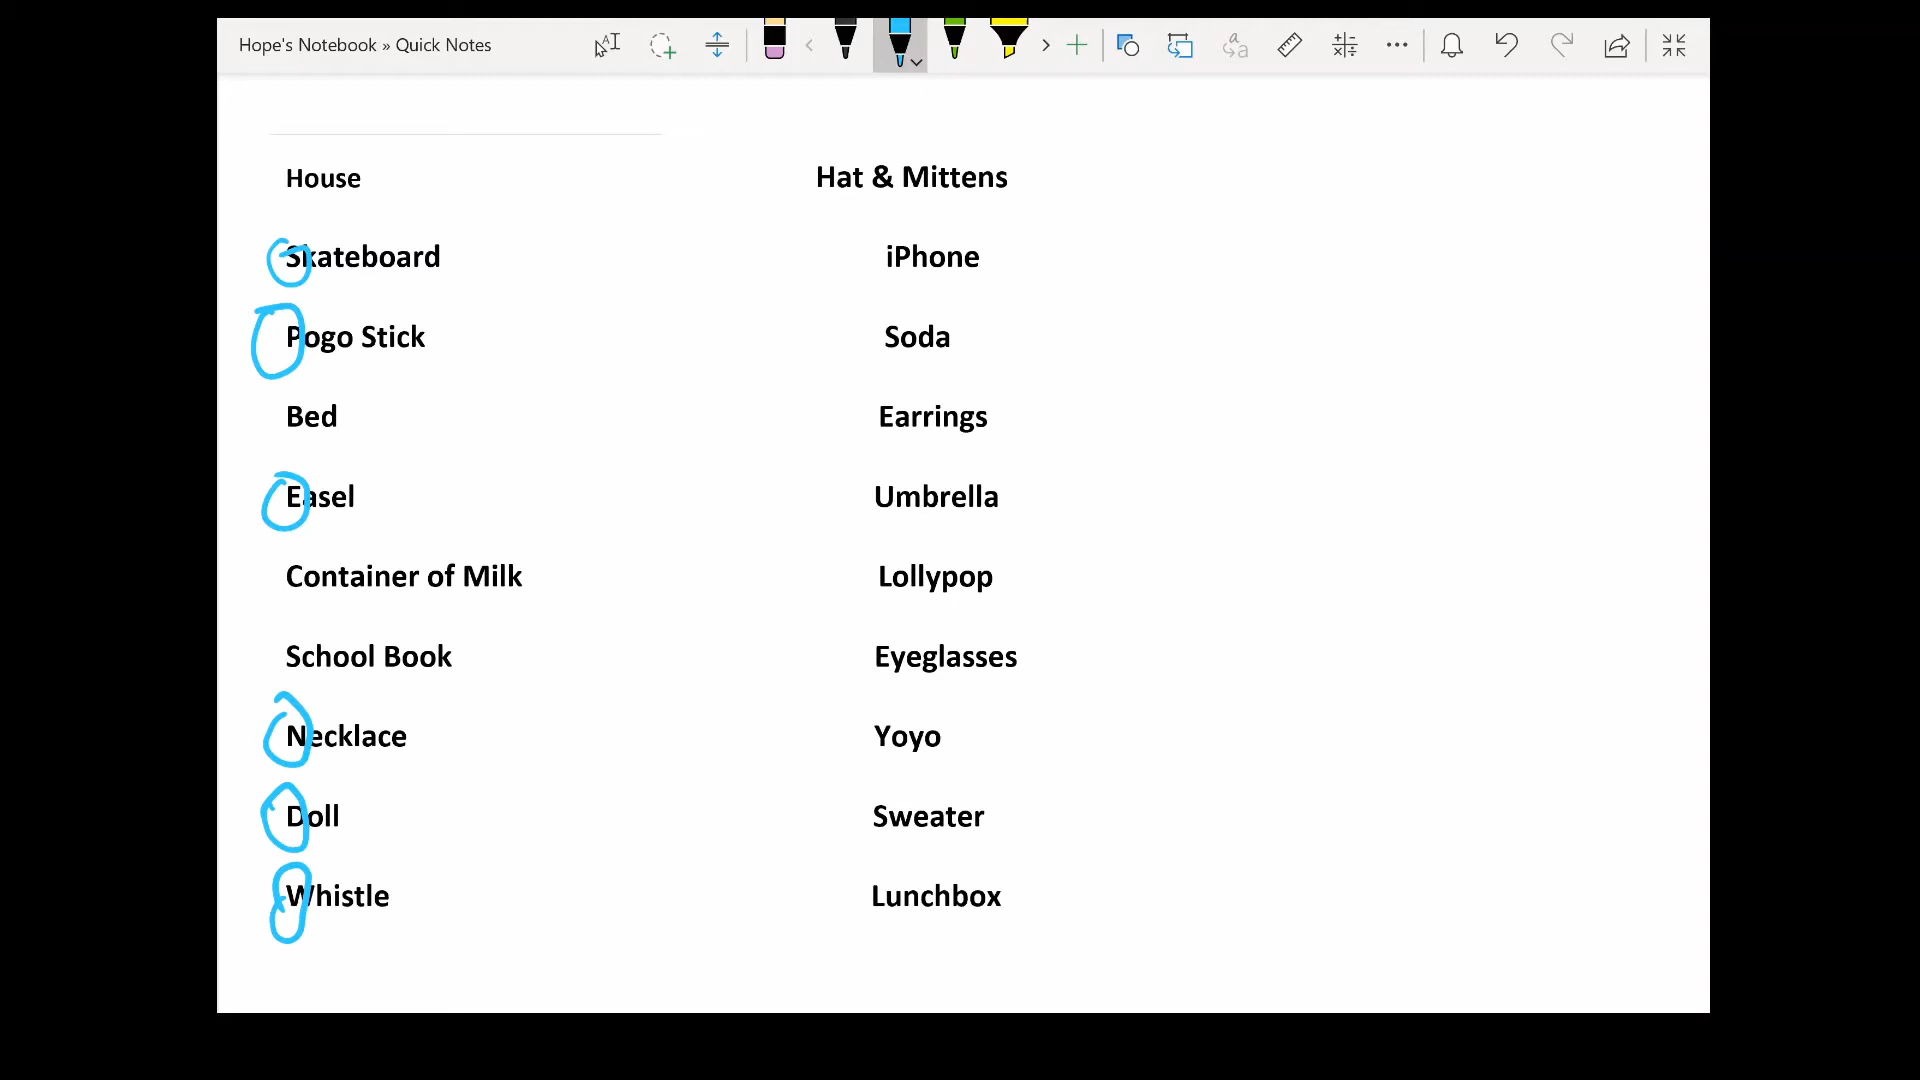 Hope's Notebook » Quick Notes
House Hat & Mittens
Skateboard iPhone
Pogo Stick Soda
Bed Earrings
Easel Umbrella
Container of Milk Lollypop
School Book Eyeglasses
Necklace Yoyo
Doll Sweater
Whistle Lunchbox